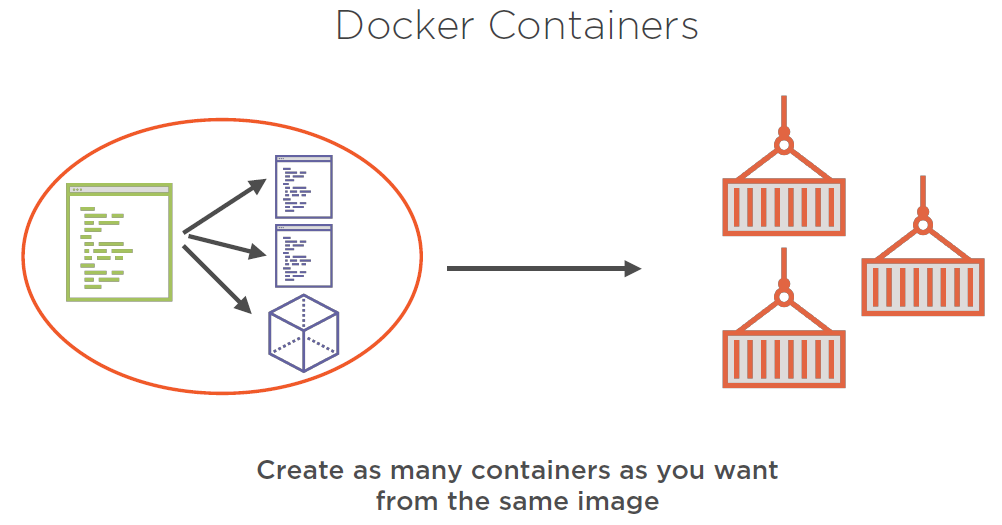 Docker Containers
Create as many containers as you want
from the same image